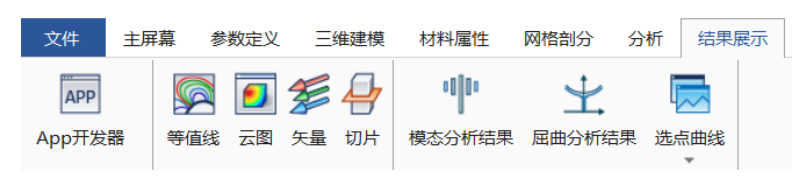 文件 主屏幕 参数定义 三维建模 材料属性 网格剖分 分析 结果展示
APP
App开发器 等值线 云图 矢量 切片 模态分析结果 屈曲分析结果 选点曲线